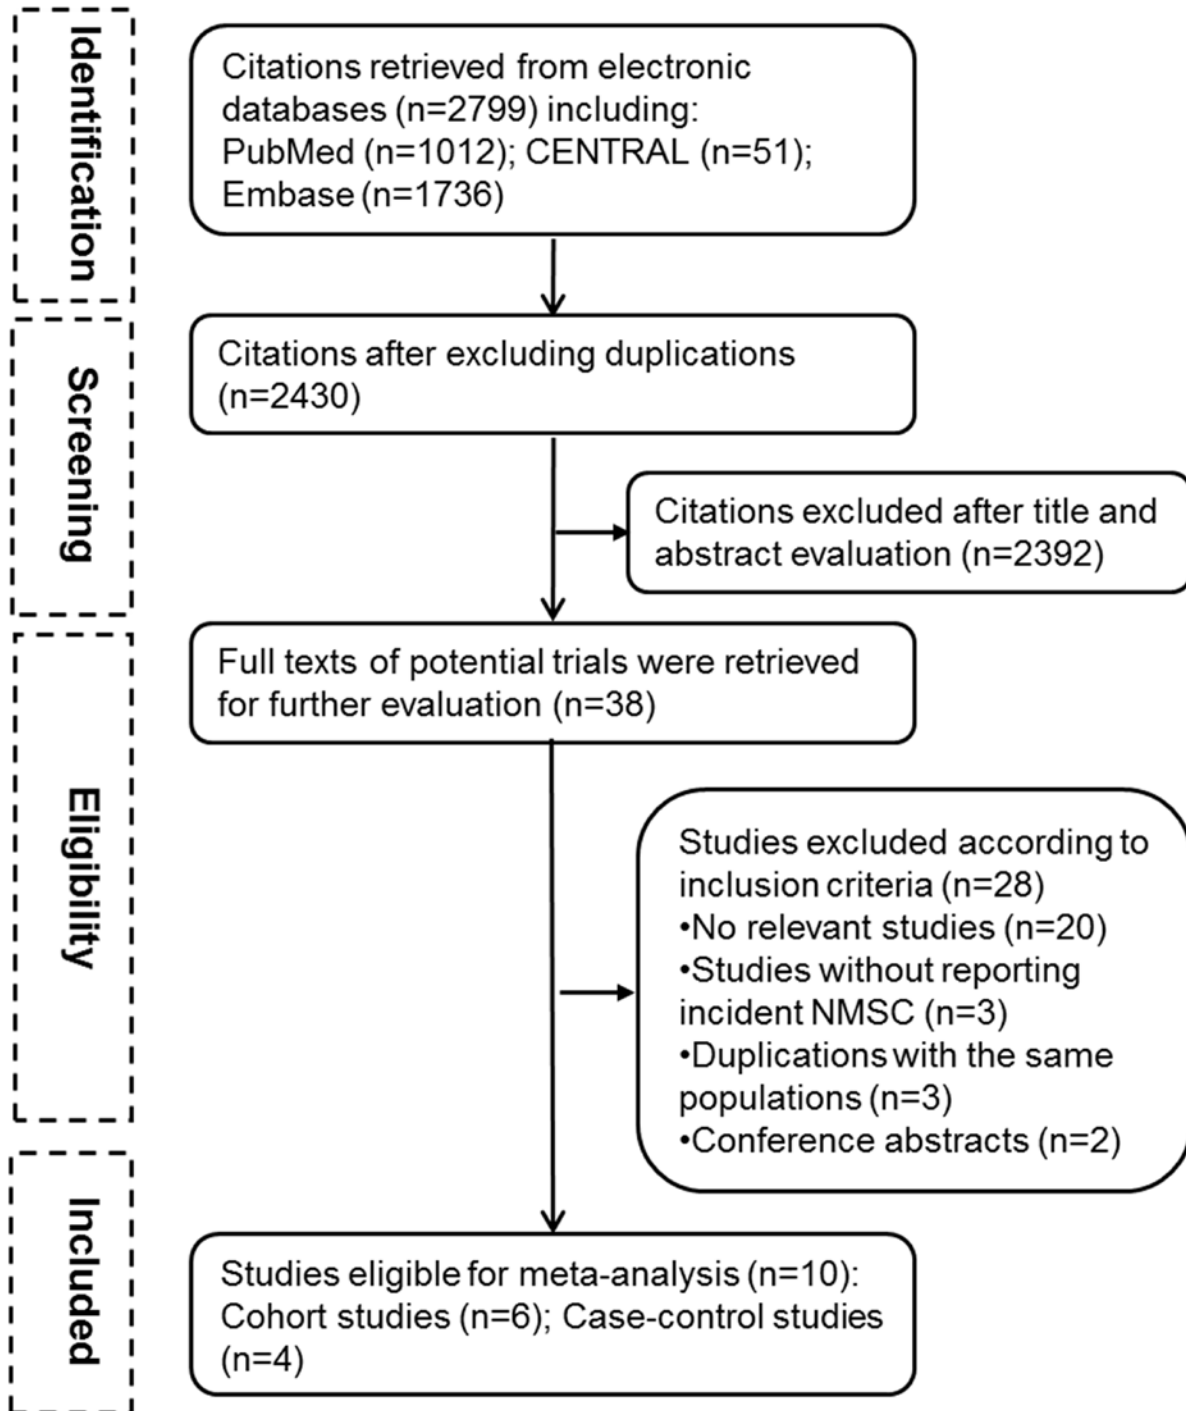 Identification
Citations retrieved from electronic
databases (n=2799) including:
PubMed (n=1012); CENTRAL (n=51);
Embase (n=1736)
Screening
Citations after excluding duplications
(n=2430)
Citations excluded after title and
abstract evaluation (n=2392)
Eligibility
Full texts of potential trials were retrieved
for further evaluation (n=38)
Studies excluded according to
inclusion criteria (n=28)
•No relevant studies (n=20)
•Studies without reporting
incident NMSC (n=3)
•Duplications with the same
populations (n=3)
•Conference abstracts (n=2)
Included
Studies eligible for meta-analysis (n=10):
Cohort studies (n=6); Case-control studies
(n=4)